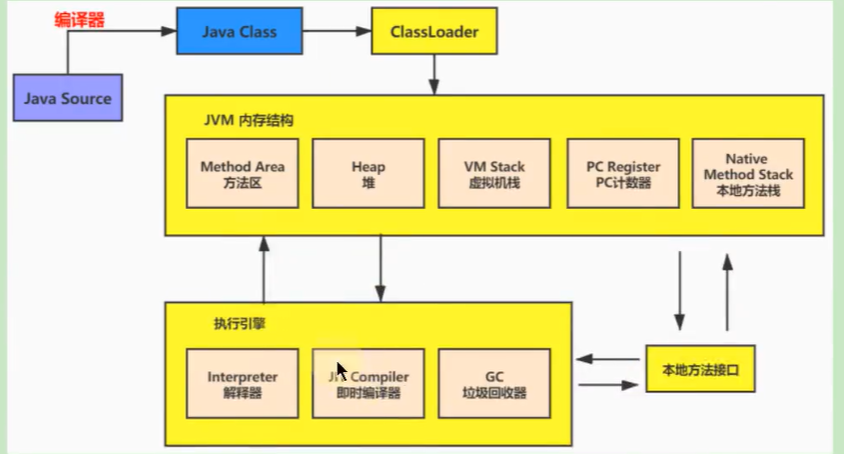 编译器
Java Class
ClassLoader
Java Source
JVM 内存结构
Method Area
方法区
Heap
堆
VM Stack
虚拟机栈
PC Register
PC计数器
Native
Method Stack
本地方法栈
执行引擎
Interpreter
解释器
Compiler
即时编译器
GC
垃圾回收器
本地方法接口